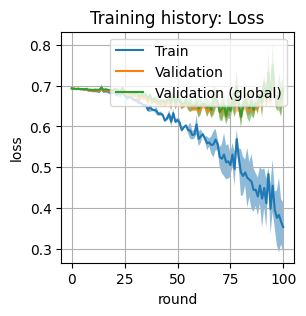 Training history: Loss
Train
Validation
Validation (global)
loss
0.8
0.7
0.6
0.5
0.4
0.3
0
25
50
75
100
round